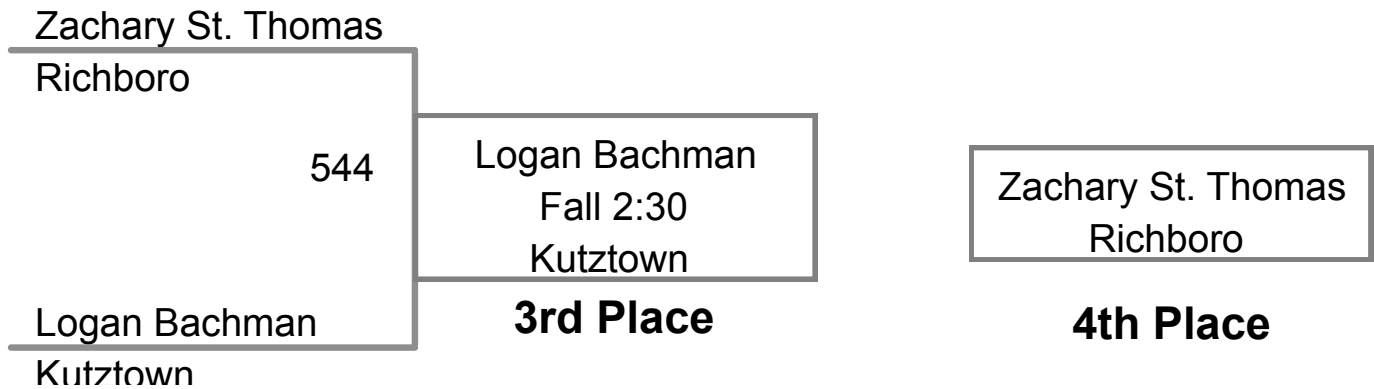 Zachary St. Thomas
Richboro
544
Logan Bachman
Fall 2:30
Kutztown
3rd Place
Zachary St. Thomas
Richboro
4th Place
Logan Bachman
Kutztown